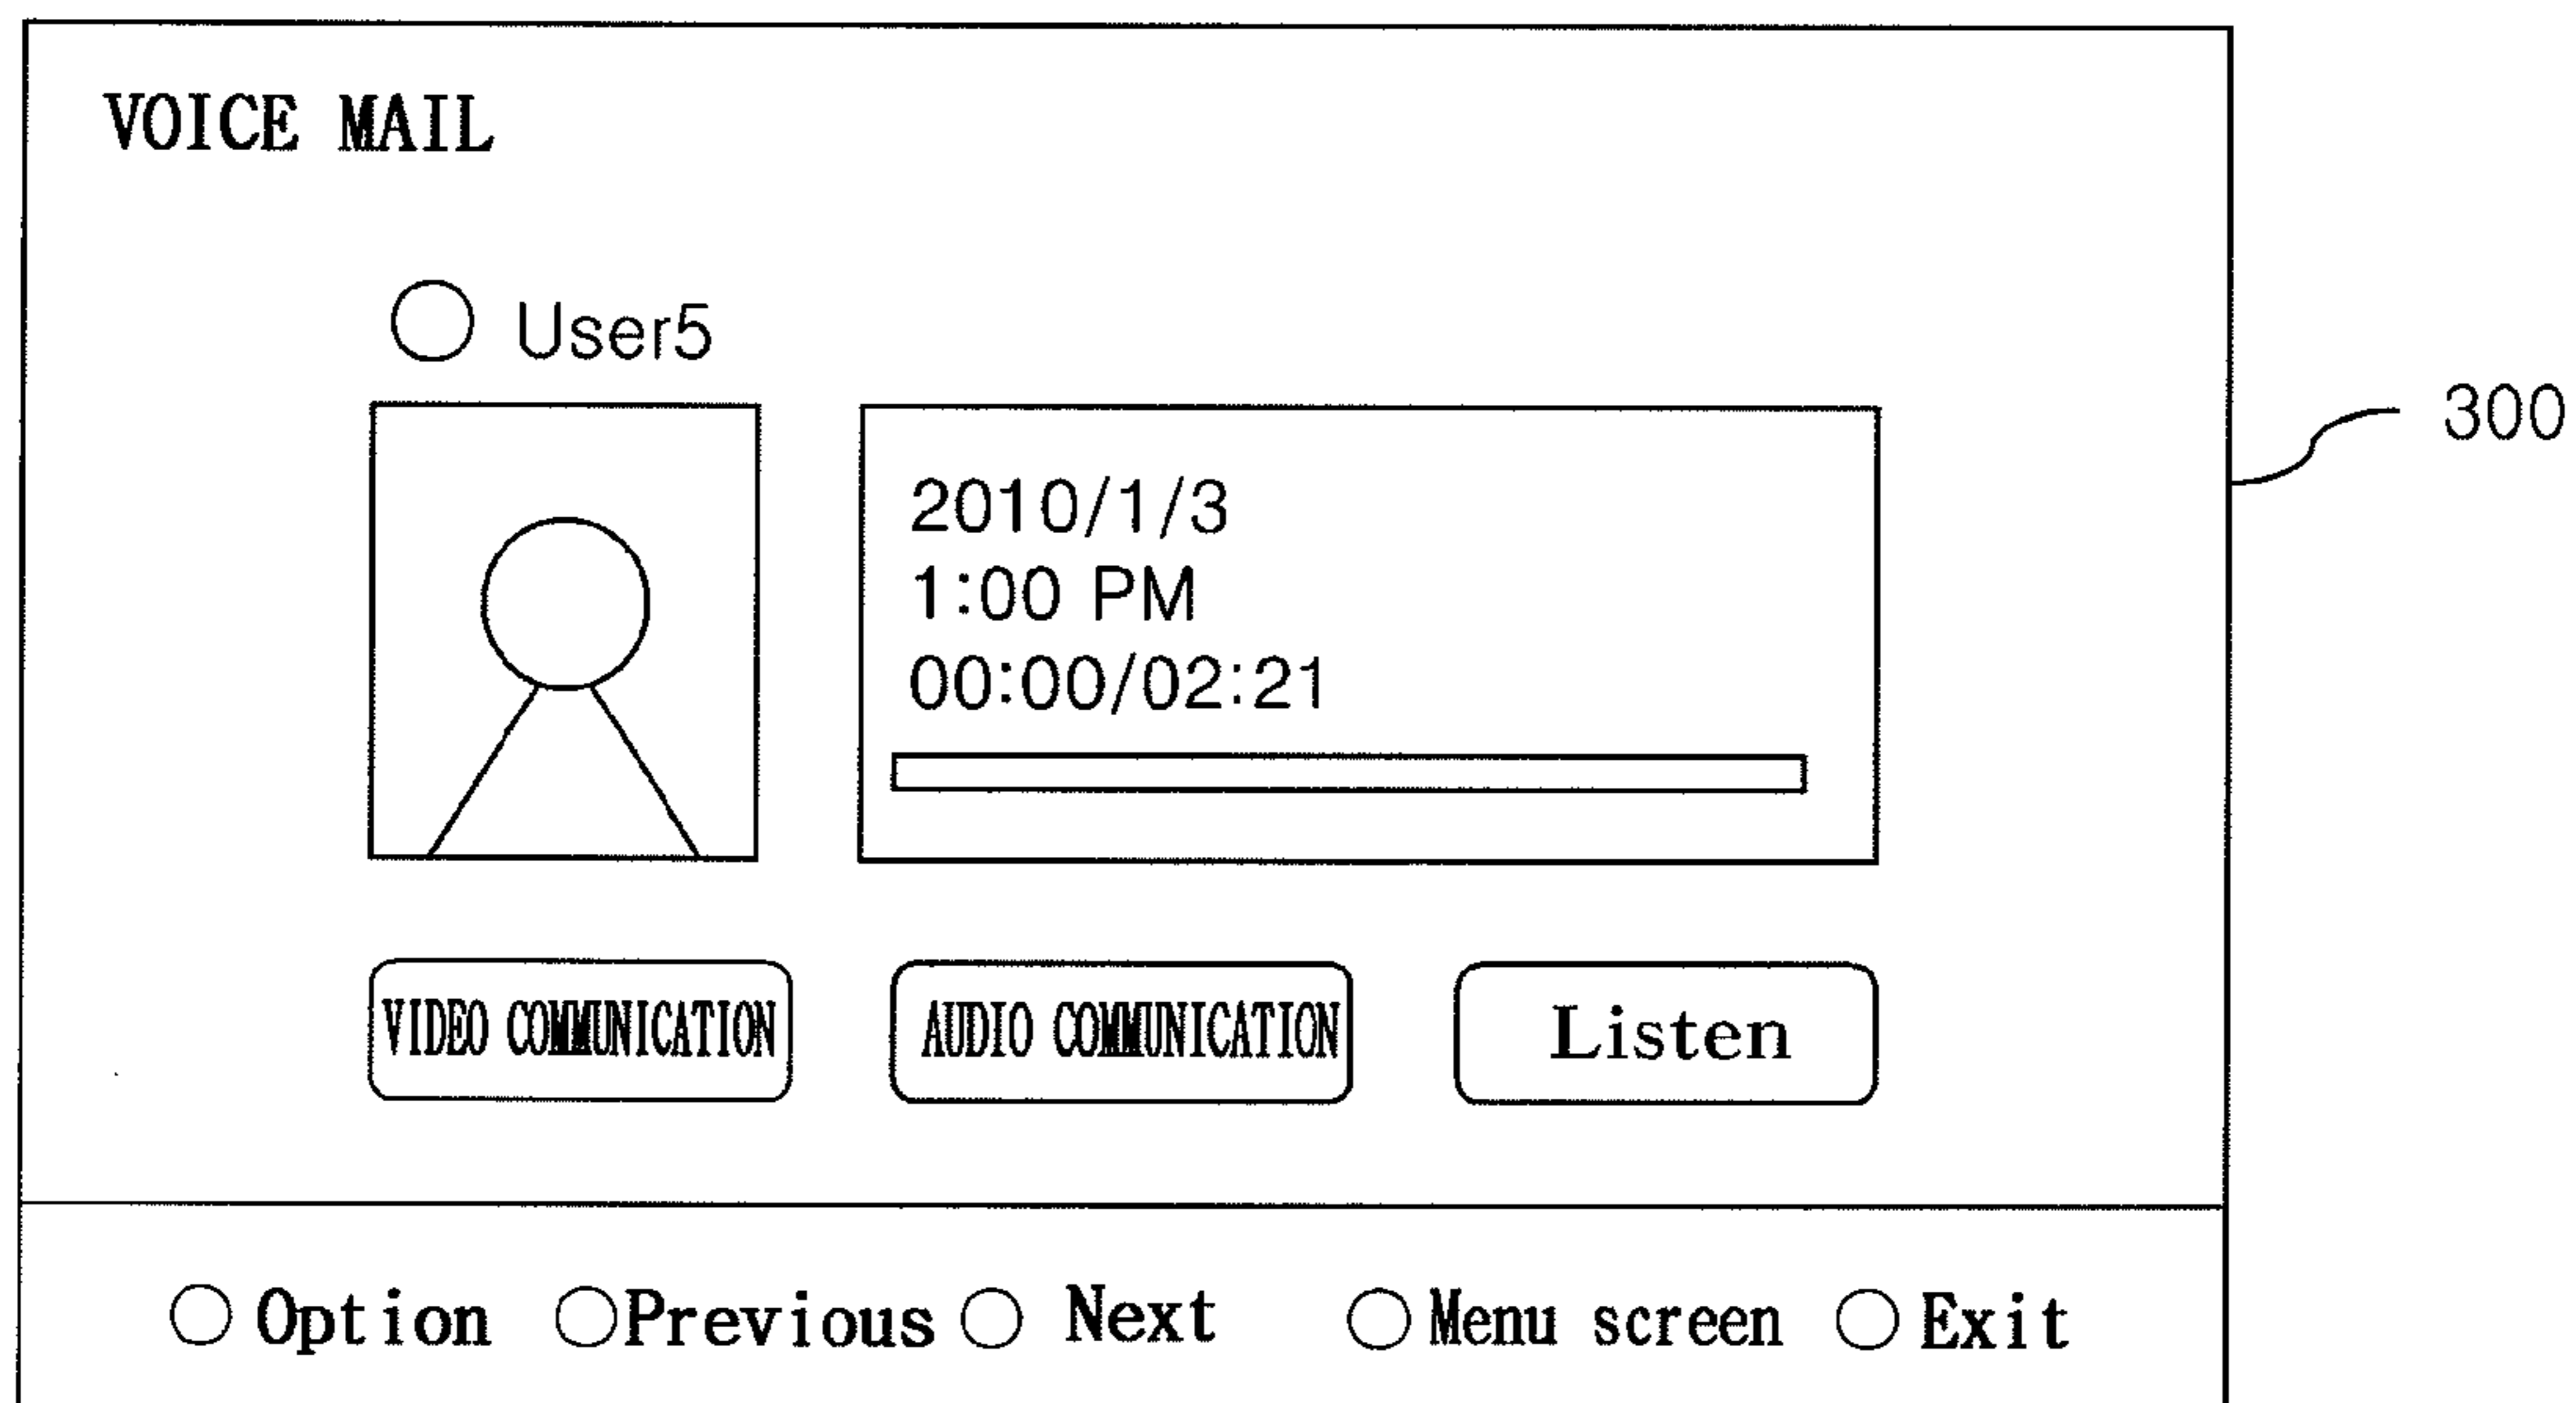 VOICE MAIL
User5
300
2010/1/3
1:00 PM
00:00/02:21
VIDEO COMMUNICATION
AUDIO COMMUNICATION
Listen
Option Previous Next Menu screen Exit